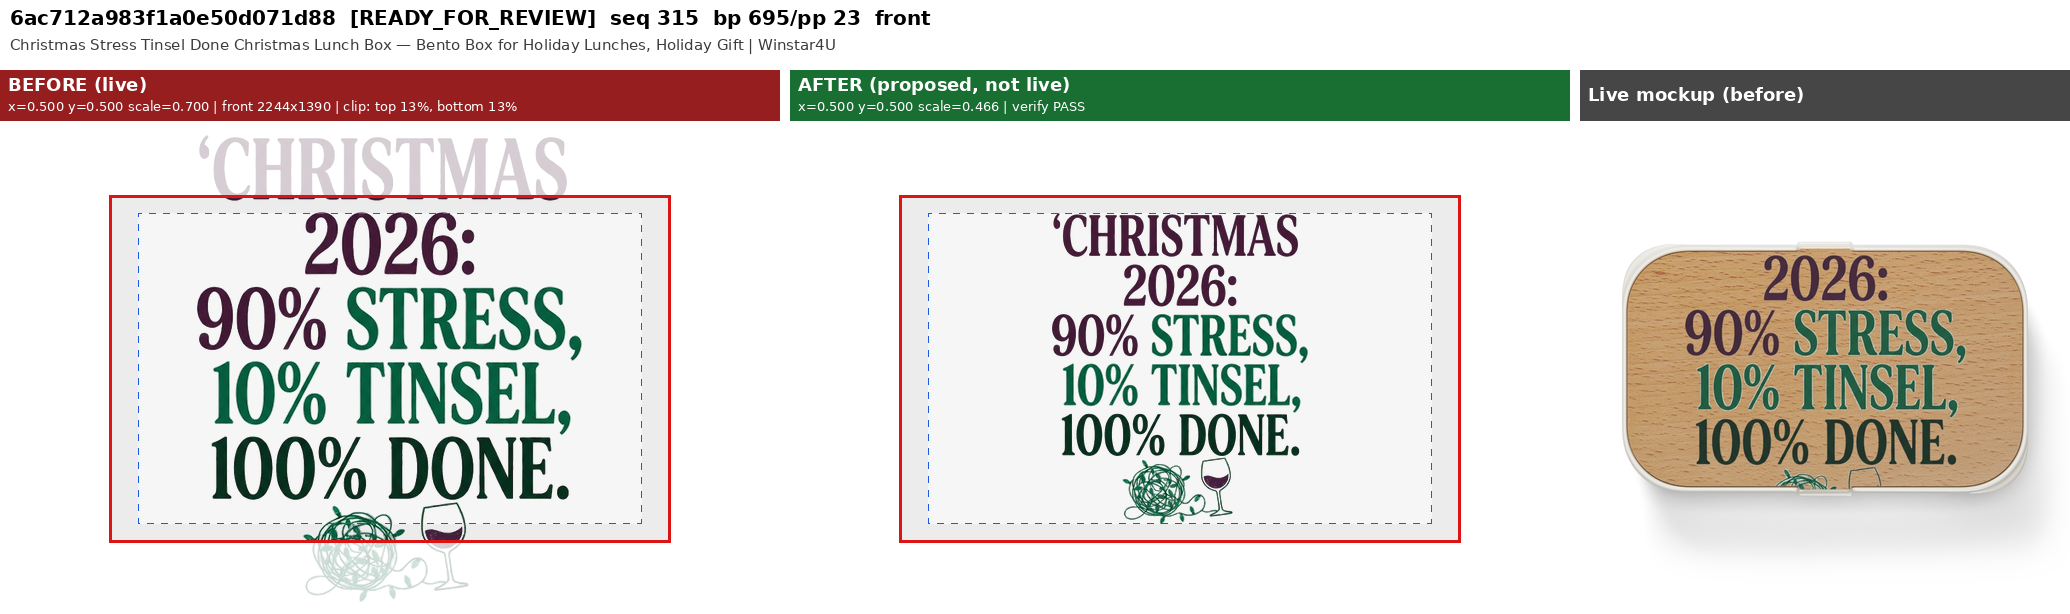 6ac712a983f1a0e50d071d88 [READY_FOR_REVIEW] seq 315 bp 695/pp 23 front
Christmas Stress Tinsel Done Christmas Lunch Box — Bento Box for Holiday Lunches, Holiday Gift | Winstar4U
BEFORE (live)
x=0.500 y=0.500 scale=0.700 | front 2244x1390 | clip: top 13%, bottom 13%
‘CHRISTMAS
2026:
90% STRESS,
10% TINSEL,
100% DONE.
AFTER (proposed, not live)
x=0.500 y=0.500 scale=0.466 | verify PASS
‘CHRISTMAS
2026:
90% STRESS,
10% TINSEL,
100% DONE.
Live mockup (before)
2026:
90% STRESS,
10% TINSEL,
100% DONE.